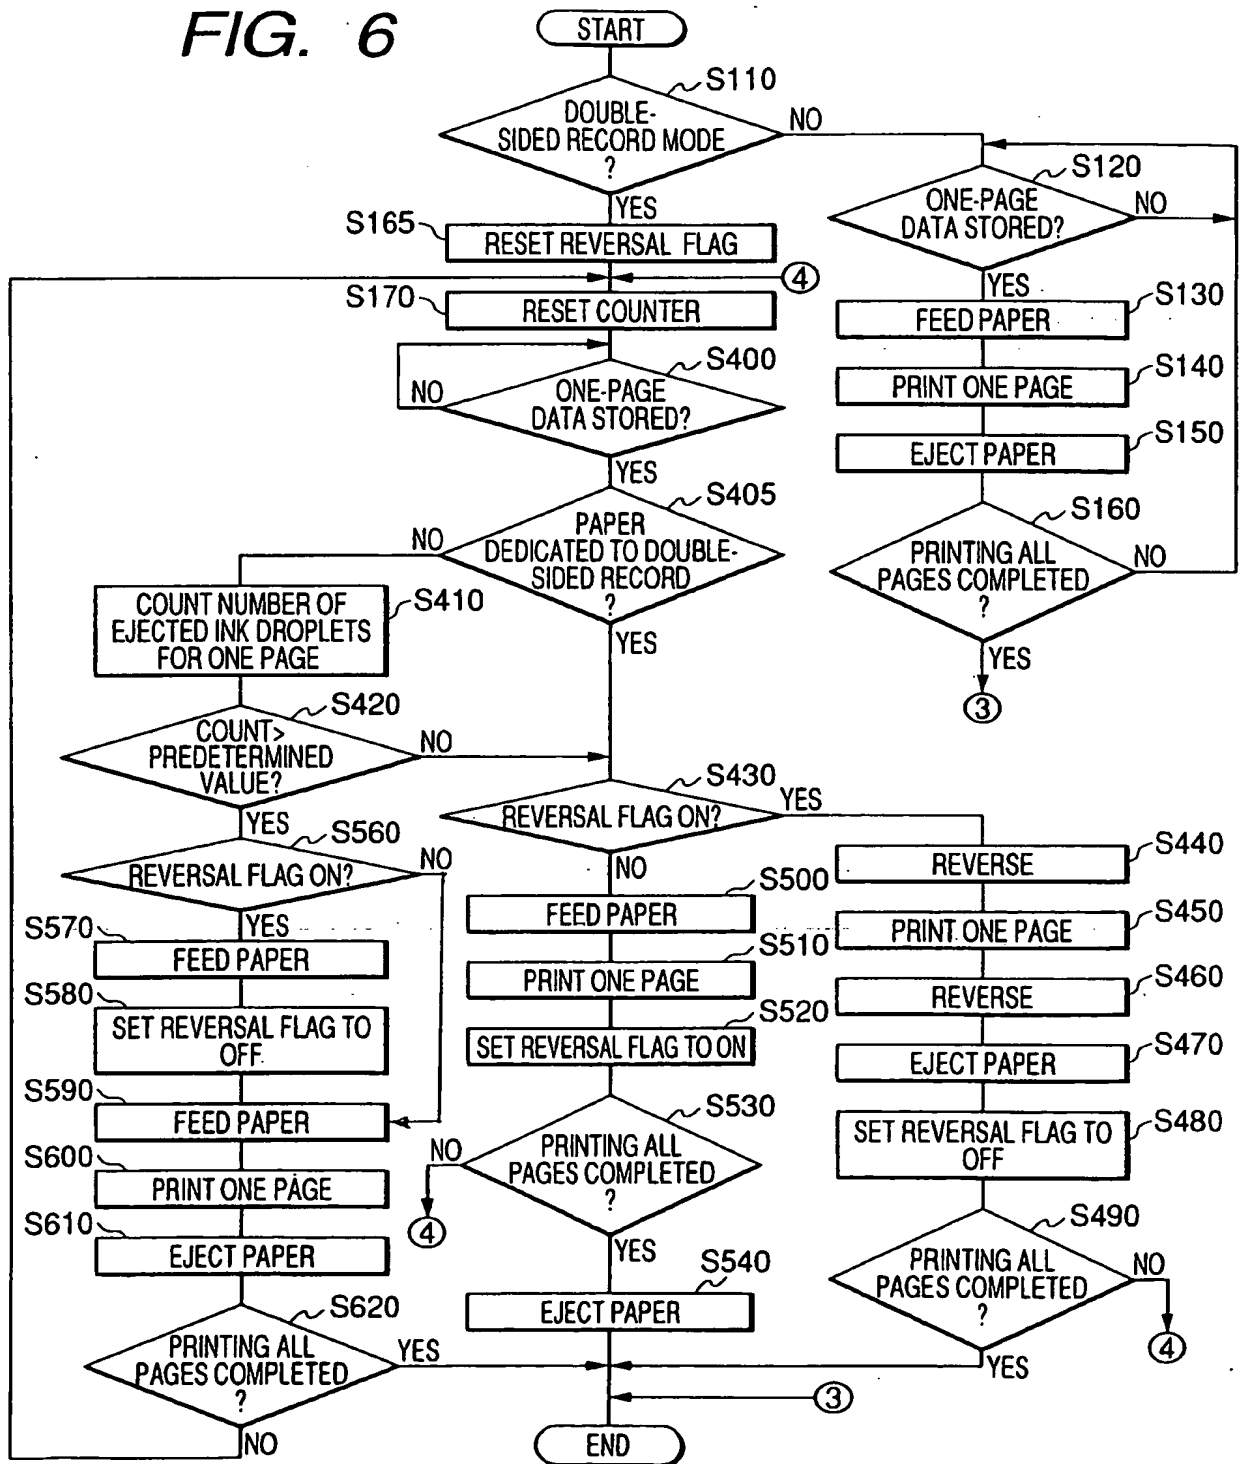 FIG. 6
START
S110
DOUBLE-
SIDED RECORD MODE
?
NO
YES
S120
ONE-PAGE
DATA STORED?
NO
YES
S130
FEED PAPER
S140
PRINT ONE PAGE
S150
EJECT PAPER
S160
PRINTING ALL
PAGES COMPLETED
?
NO
YES
3
S165
RESET REVERSAL FLAG
4
S170
RESET COUNTER
S400
NO
ONE-PAGE
DATA STORED?
YES
S405
NO
PAPER
DEDICATED TO DOUBLE-
SIDED RECORD
?
YES
COUNT NUMBER OF
EJECTED INK DROPLETS
FOR ONE PAGE
S410
S420
COUNT>
PREDETERMINED
VALUE?
NO
YES
S560
REVERSAL FLAG ON?
NO
YES
S570
FEED PAPER
S580
SET REVERSAL FLAG TO
OFF.
S590
FEED PAPER
S600
PRINT ONE PAGE
S610
EJECT PAPER
S620
PRINTING ALL
PAGES COMPLETED
?
YES
NO
S430
REVERSAL FLAG ON?
YES
NO
S500
FEED PAPER
S510
PRINT ONE PAGE
S520
SET REVERSAL FLAG TO ON
S530
PRINTING ALL
PAGES COMPLETED
?
NO
4
YES
S540
EJECT PAPER
S440
REVERSE
S450
PRINT ONE PAGE
S460
REVERSE
S470
EJECT PAPER
S480
SET REVERSAL FLAG TO
OFF
S490
PRINTING ALL
PAGES COMPLETED
?
NO
4
YES
3
END